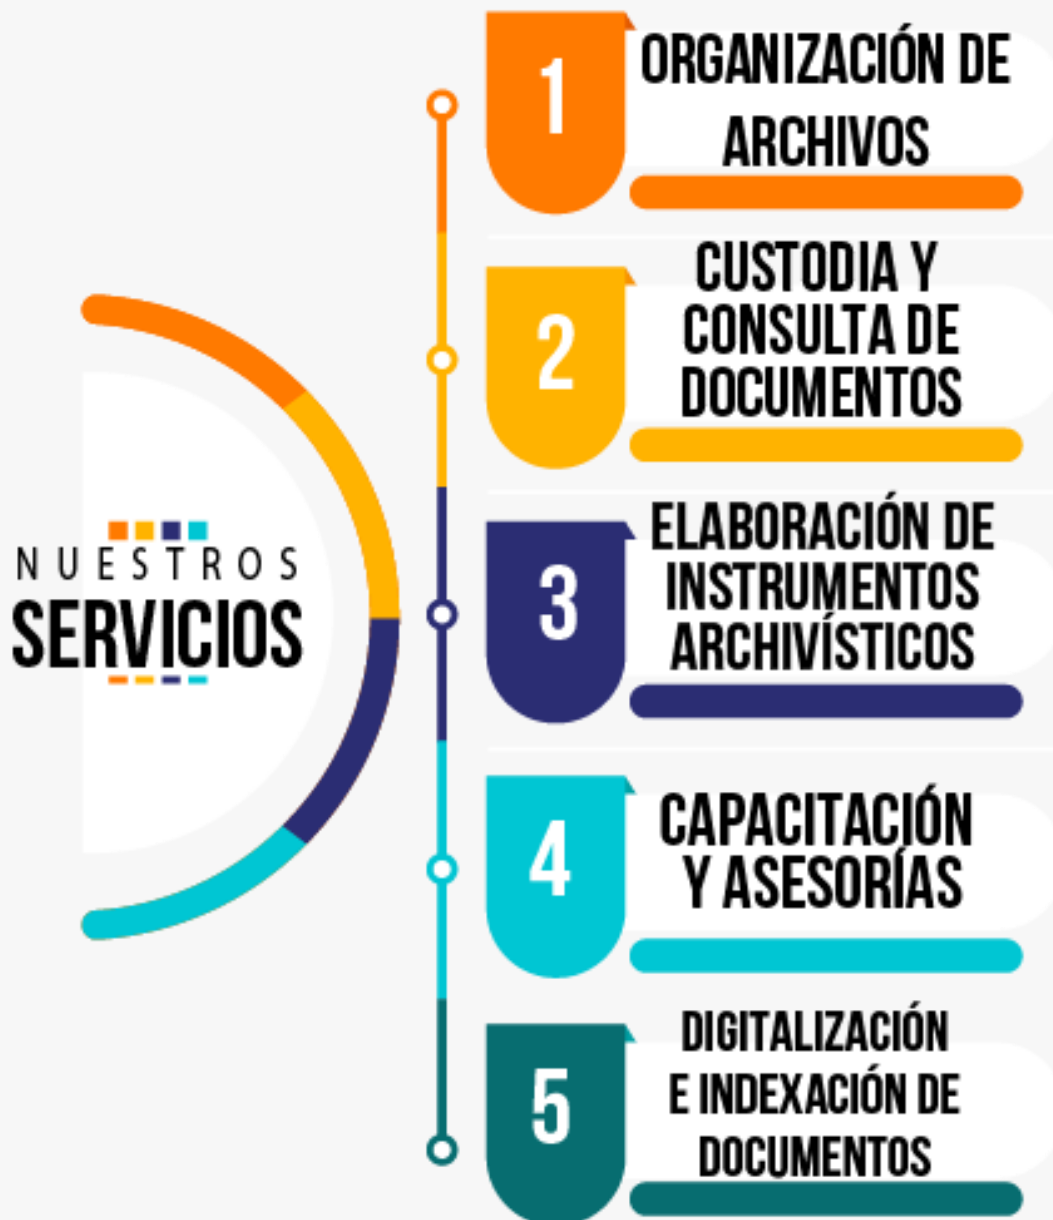 NUESTROS
SERVICIOS
1
ORGANIZACIÓN DE
ARCHIVOS
2
CUSTODIA Y
CONSULTA DE
DOCUMENTOS
3
ELABORACIÓN DE
INSTRUMENTOS
ARCHIVÍSTICOS
4
CAPACITACIÓN
Y ASESORÍAS
5
DIGITALIZACIÓN
E INDEXACIÓN DE
DOCUMENTOS